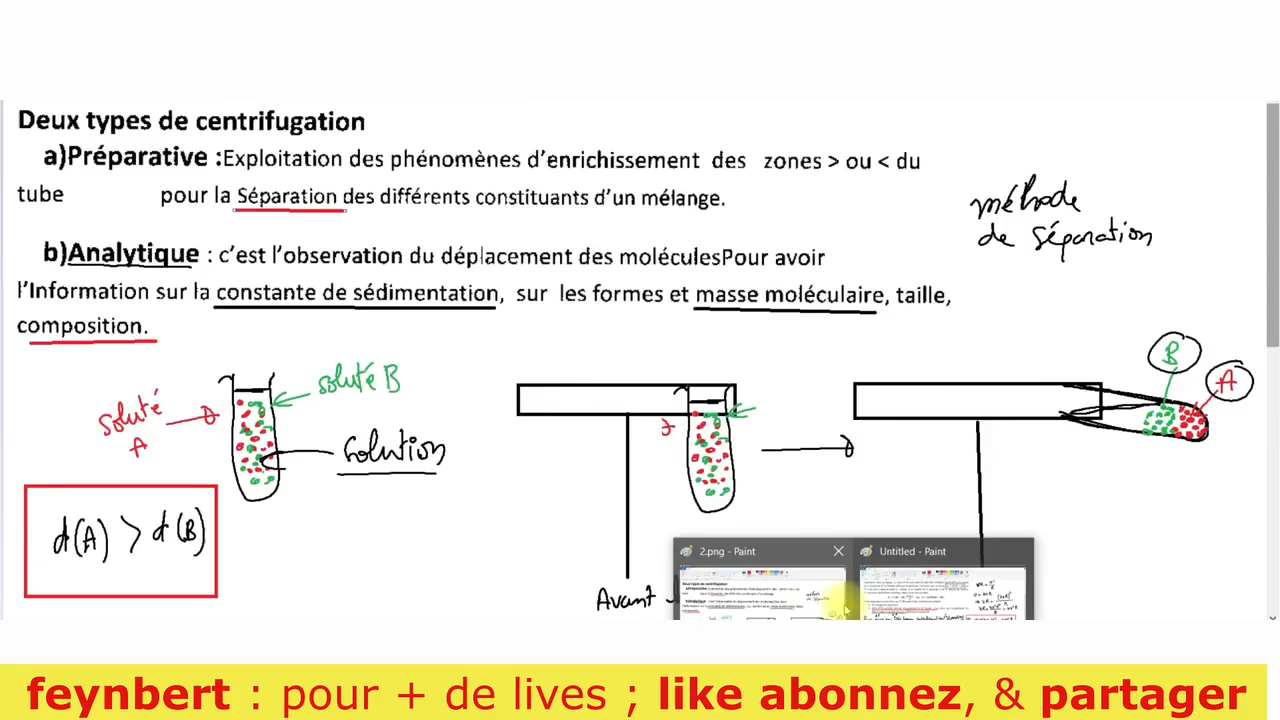 Deux types de centrifugation
a)Préparative :Exploitation des phénomènes d'enrichissement des zones > ou < du
tube pour la Séparation des différents constituants d'un mélange.
méthode
de séparation
b)Analytique : c'est l'observation du déplacement des moléculesPour avoir
l'Information sur la constante de sédimentation, sur les formes et masse moléculaire, taille,
composition.
soluté B
soluté
A
solution
d(A) > d(B)
B
A
Avant
2.png - Paint
Untitled - Paint
feynbert : pour + de lives ; like abonnez, & partager